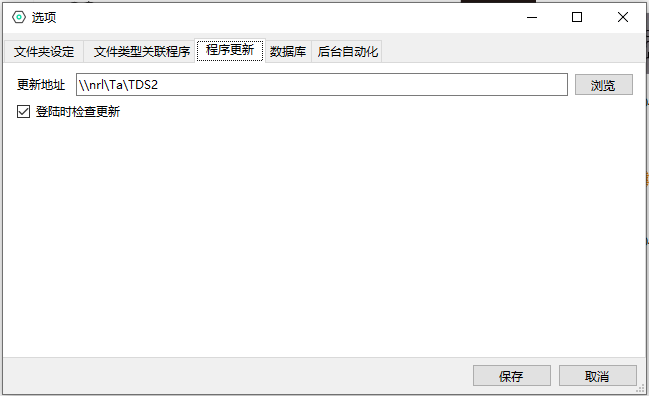 选项
文件夹设定 文件类型关联程序 程序更新 数据库 后台自动化
更新地址 \\nrl\Ta\TDS2 浏览
登陆时检查更新
保存 取消